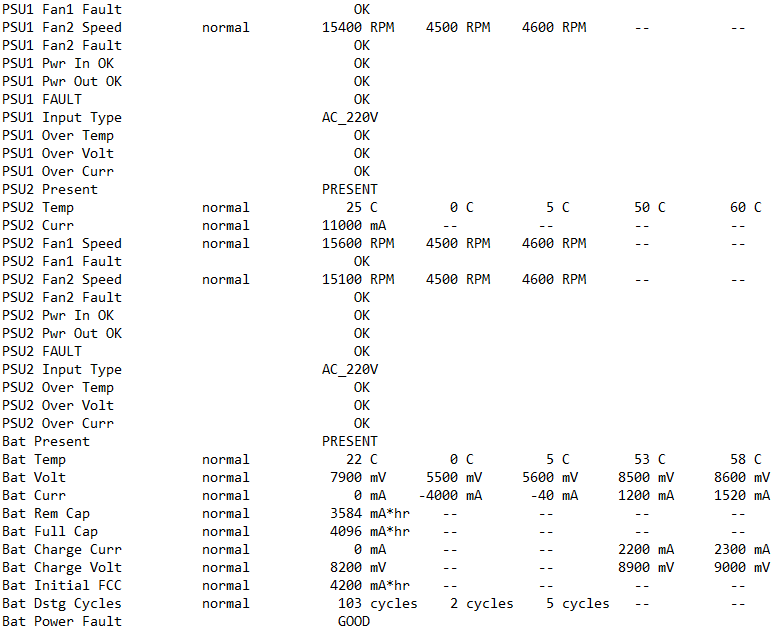 PSU1 Fan1 Fault                             OK
PSU1 Fan2 Speed          normal         15400 RPM    4500 RPM    4600 RPM      --          --
PSU1 Fan2 Fault                             OK
PSU1 Pwr In OK                              OK
PSU1 Pwr Out OK                             OK
PSU1 FAULT                                  OK
PSU1 Input Type                         AC_220V
PSU1 Over Temp                              OK
PSU1 Over Volt                              OK
PSU1 Over Curr                              OK
PSU2 Present                            PRESENT
PSU2 Temp                normal            25 C         0 C         5 C       50 C        60 C
PSU2 Curr                normal         11000 mA       --          --          --          --
PSU2 Fan1 Speed          normal         15600 RPM    4500 RPM    4600 RPM      --          --
PSU2 Fan1 Fault                             OK
PSU2 Fan2 Speed          normal         15100 RPM    4500 RPM    4600 RPM      --          --
PSU2 Fan2 Fault                             OK
PSU2 Pwr In OK                              OK
PSU2 Pwr Out OK                             OK
PSU2 FAULT                                  OK
PSU2 Input Type                         AC_220V
PSU2 Over Temp                              OK
PSU2 Over Volt                              OK
PSU2 Over Curr                              OK
Bat Present                             PRESENT
Bat Temp                 normal            22 C         0 C         5 C       53 C        58 C
Bat Volt                 normal          7900 mV     5500 mV     5600 mV     8500 mV     8600 mV
Bat Curr                 normal             0 mA    -4000 mA      -40 mA     1200 mA     1520 mA
Bat Rem Cap              normal          3584 mA*hr    --          --          --          --
Bat Full Cap             normal          4096 mA*hr    --          --          --          --
Bat Charge Curr          normal             0 mA       --          --        2200 mA     2300 mA
Bat Charge Volt          normal          8200 mV       --          --        8900 mV     9000 mV
Bat Initial FCC          normal          4200 mA*hr    --          --          --          --
Bat Dstg Cycles          normal           103 cycles    2 cycles    5 cycles   --          --
Bat Power Fault                           GOOD